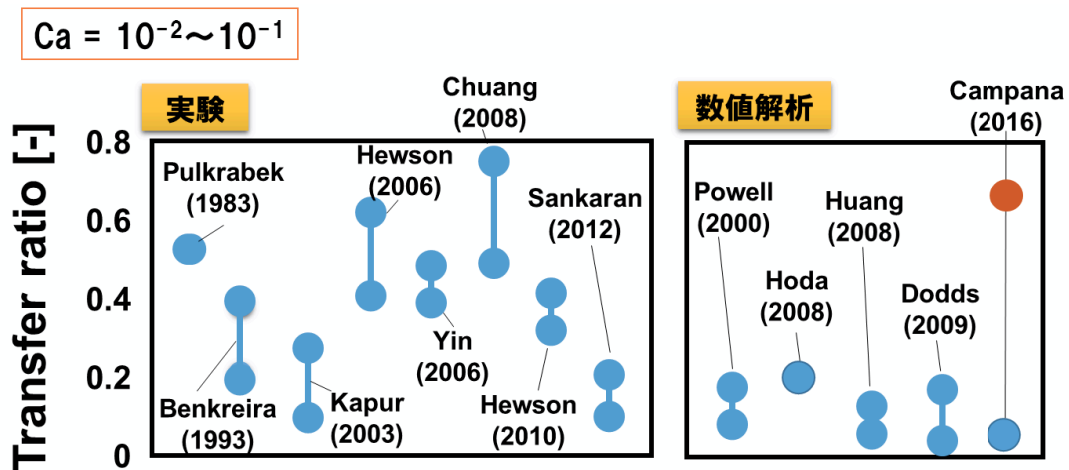 Ca = 10⁻²～10⁻¹
実験
数値解析
Transfer ratio [-]
0.8
0.6
0.4
0.2
0
Pulkrabek
(1983)
Benkreira
(1993)
Kapur
(2003)
Hewson
(2006)
Yin
(2006)
Chuang
(2008)
Hewson
(2010)
Sankaran
(2012)
Powell
(2000)
Hoda
(2008)
Huang
(2008)
Dodds
(2009)
Campana
(2016)